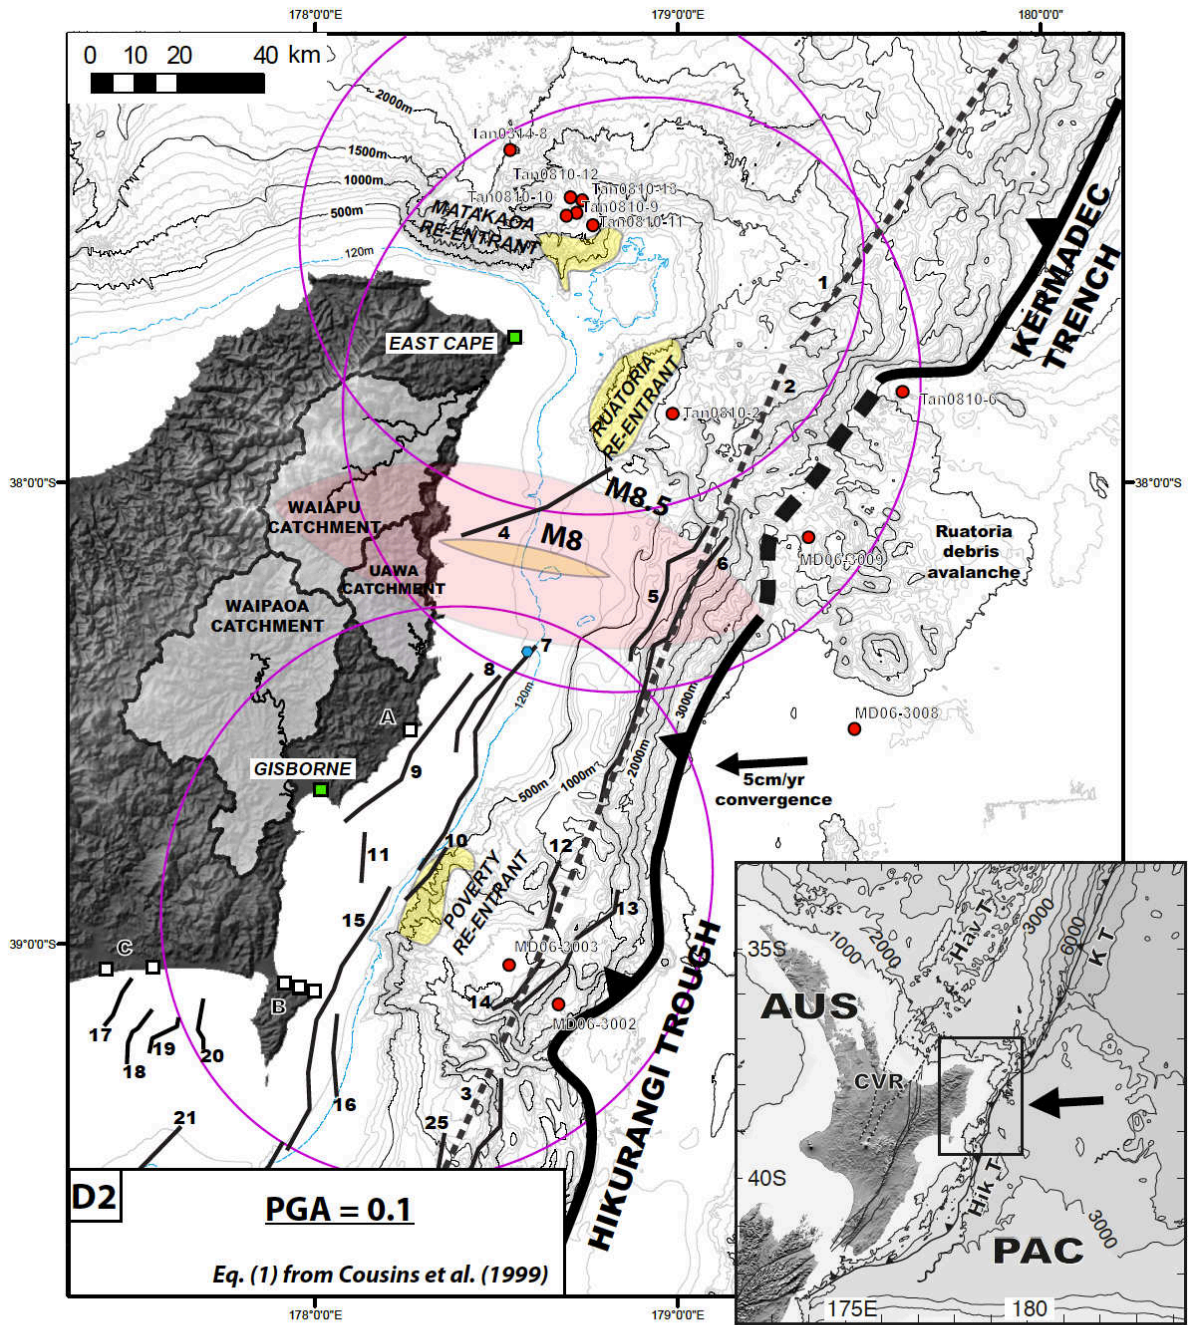 178°0'0"E
179°0'0"E
180°0'0"
0 10 20 40 km
2000m
Tan0314-8
1500m
1000m
500m
120m
Tan0810-12
Tan0810-10
Tan0810-13
Tan0810-9
Tan0810-11
MATAKAOA
RE-ENTRANT
KERMADEC
TRENCH
1
EAST CAPE
RUATORIA
RE-ENTRANT
2
Tan0810-2
Tan0810-6
38°0'0"S
38°0'0"S
M8.5
WAIAPU
CATCHMENT
4
M8
MD06-3009
Ruatoria
debris
avalanche
UAWA
CATCHMENT
5
6
WAIPAOA
CATCHMENT
7
8
120m
3000m
A
MD06-3008
GISBORNE
9
500m
1000m
2000m
5cm/yr
convergence
11
10
12
POVERTY
RE-ENTRANT
15
13
39°0'0"S
C
MD06-3003
B
14
MD06-3002
17
18
19
20
16
3
21
25
HIKURANGI TROUGH
D2
PGA = 0.1
Eq. (1) from Cousins et al. (1999)
178°0'0"E
179°0'0"E
35S
1000
2000
Hav T
3000
6000
K T
AUS
CVR
40S
Hik T
3000
PAC
175E
180